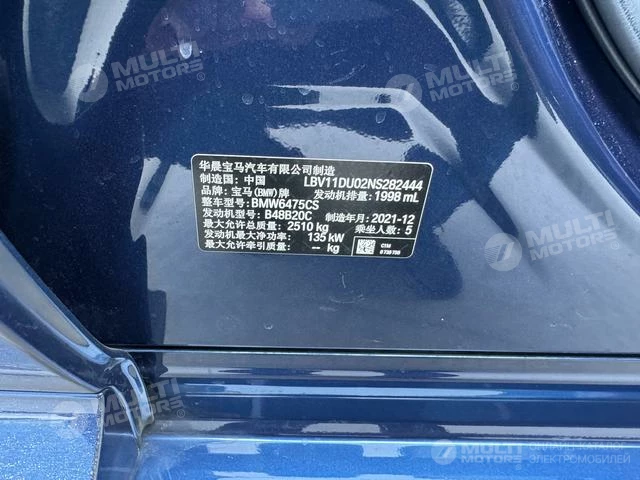 MULTI
MOTORS
MULTI
MOTORS
华晨宝马汽车有限公司制造
制造国: 中国 LBV11DU02NS282444
品牌: 宝马(BMW)牌 发动机排量: 1998 mL
整车型号: BMW6475CS
发动机型号: B48B20C 制造年月: 2021-12
最大允许总质量: 2510 kg 乘坐人数: 5
发动机最大净功率: 135 kW
最大允许牵引质量: -- kg
MULTI
MOTORS
MULTI
MOTORS
MULTI
MOTORS
ЭЛЕКТРОМОБИЛЕЙ